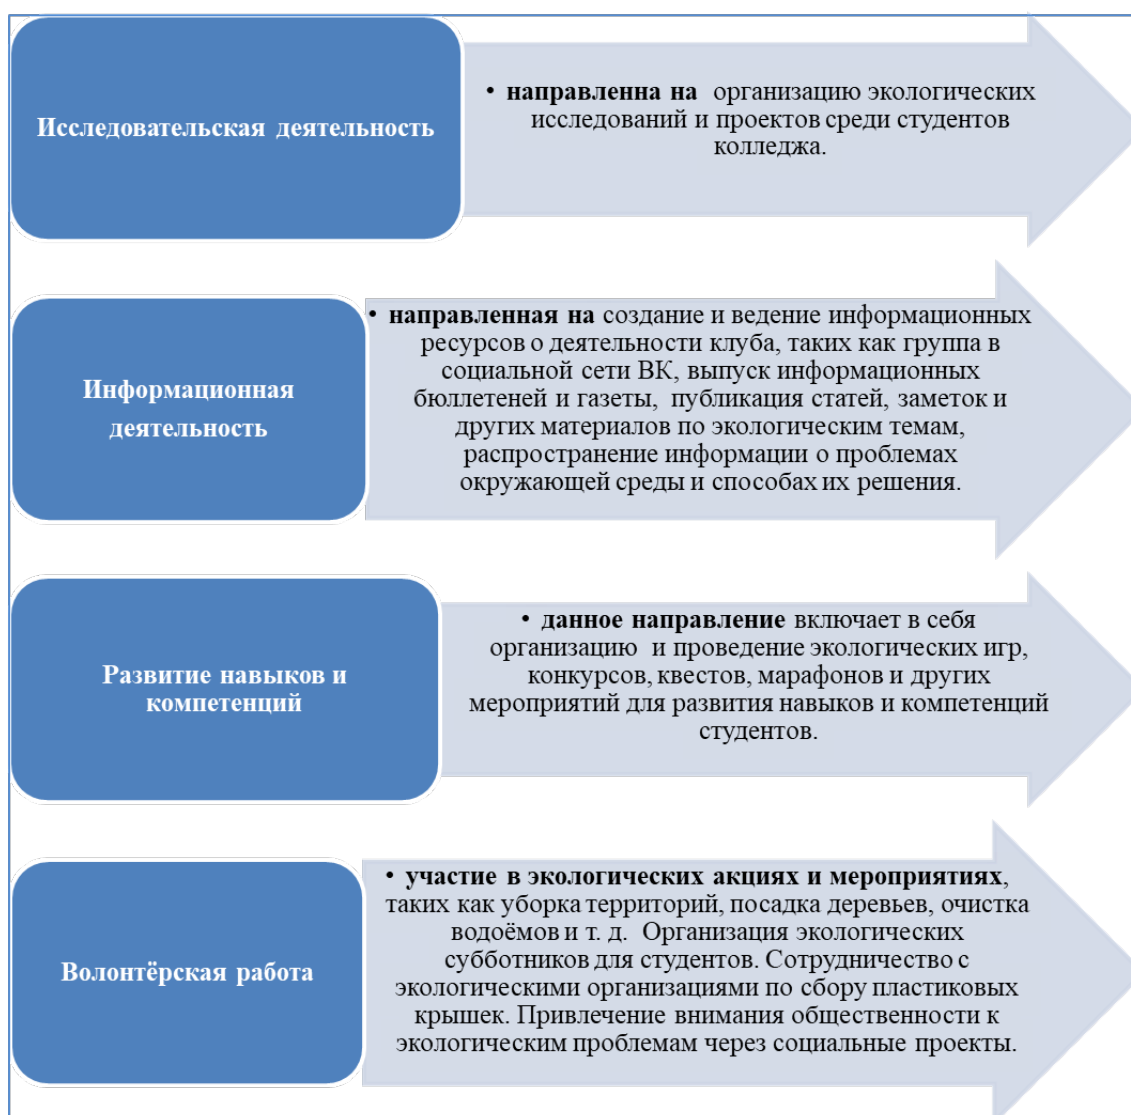 Исследовательская деятельность
• направленна на организацию экологических
исследований и проектов среди студентов
колледжа.
Информационная
деятельность
• направленная на создание и ведение информационных
ресурсов о деятельности клуба, таких как группа в
социальной сети ВК, выпуск информационных
бюллетеней и газеты, публикация статей, заметок и
других материалов по экологическим темам,
распространение информации о проблемах
окружающей среды и способах их решения.
Развитие навыков и
компетенций
• данное направление включает в себя
организацию и проведение экологических игр,
конкурсов, квестов, марафонов и других
мероприятий для развития навыков и компетенций
студентов.
Волонтёрская работа
• участие в экологических акциях и мероприятиях,
таких как уборка территорий, посадка деревьев, очистка
водоёмов и т. д. Организация экологических
субботников для студентов. Сотрудничество с
экологическими организациями по сбору пластиковых
крышек. Привлечение внимания общественности к
экологическим проблемам через социальные проекты.